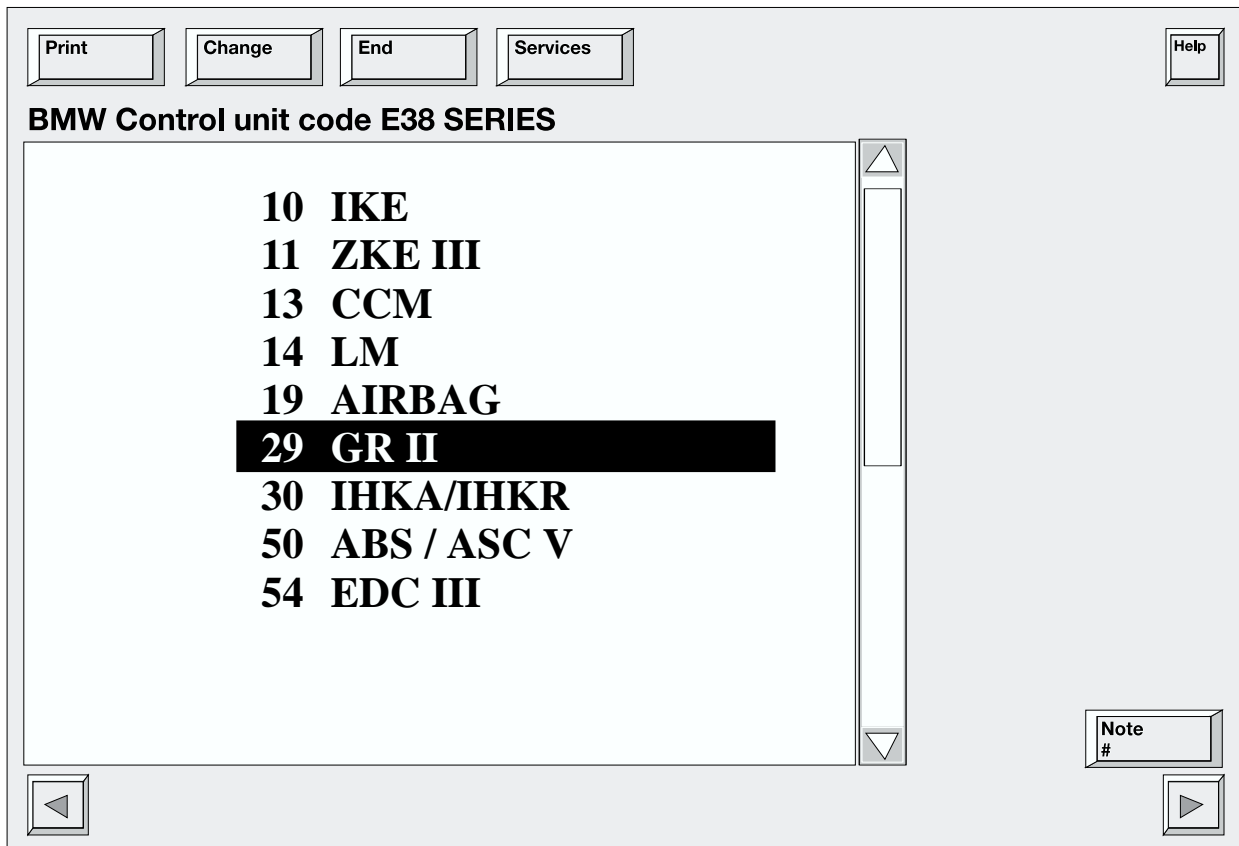 Print Change End Services Help
BMW Control unit code E38 SERIES
10 IKE
11 ZKE III
13 CCM
14 LM
19 AIRBAG
29 GR II
30 IHKA/IHKR
50 ABS / ASC V
54 EDC III
Note
#